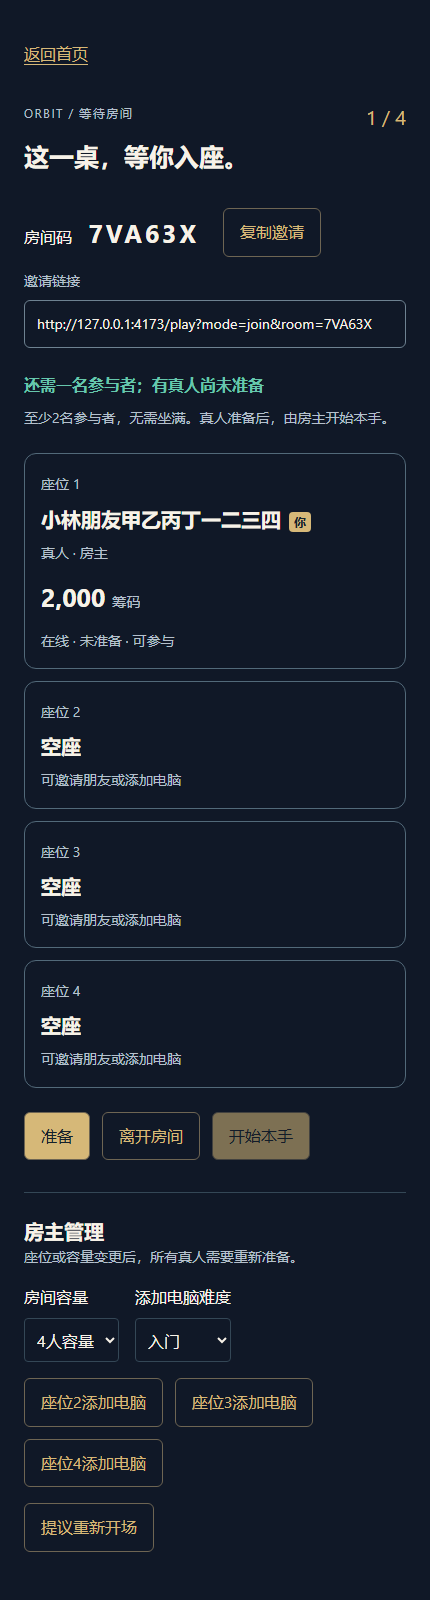 返回首页
ORBIT / 等待房间
1 / 4
这一桌，等你入座。
房间码 7VA63X 复制邀请
邀请链接
http://127.0.0.1:4173/play?mode=join&room=7VA63X
还需一名参与者；有真人尚未准备
至少2名参与者，无需坐满。真人准备后，由房主开始本手。
座位 1
小林朋友甲乙丙丁一二三四 你
真人 · 房主
2,000 筹码
在线 · 未准备 · 可参与
座位 2
空座
可邀请朋友或添加电脑
座位 3
空座
可邀请朋友或添加电脑
座位 4
空座
可邀请朋友或添加电脑
准备 离开房间 开始本手
房主管理
座位或容量变更后，所有真人需要重新准备。
房间容量 添加电脑难度
4人容量 入门
座位2添加电脑 座位3添加电脑
座位4添加电脑
提议重新开场